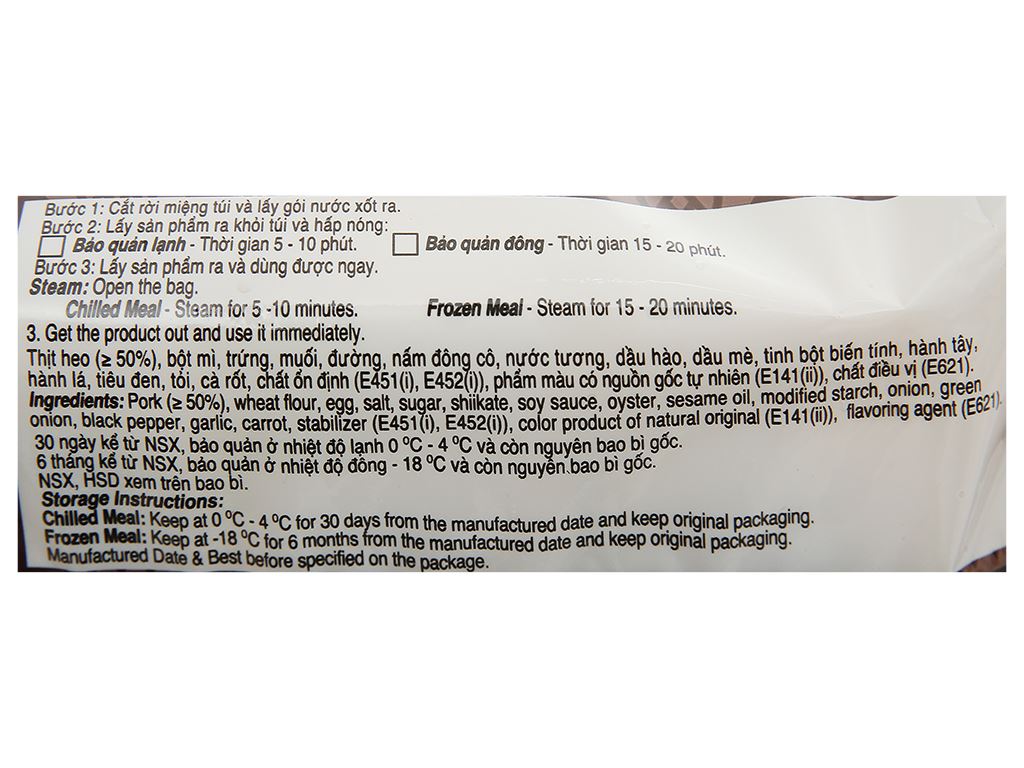 Bước 1: Cắt rời miệng túi và lấy gói nước xốt ra.
Bước 2: Lấy sản phẩm ra khỏi túi và hấp nóng:
Bảo quản lạnh - Thời gian 5 - 10 phút. Bảo quản đông - Thời gian 15 - 20 phút.
Bước 3: Lấy sản phẩm ra và dùng được ngay.
Steam: Open the bag.
Chilled Meal - Steam for 5 -10 minutes. Frozen Meal - Steam for 15 - 20 minutes.
3. Get the product out and use it immediately.
Thịt heo (≥ 50%), bột mì, trứng, muối, đường, nấm đông cô, nước tương, dầu hào, dầu mè, tinh bột biến tính, hành tây,
hành lá, tiêu đen, tỏi, cà rốt, chất ổn định (E451(i), E452(i)), phẩm màu có nguồn gốc tự nhiên (E141(ii)), chất điều vị (E621).
Ingredients: Pork (≥ 50%), wheat flour, egg, salt, sugar, shiikate, soy sauce, oyster, sesame oil, modified starch, onion, green
onion, black pepper, garlic, carrot, stabilizer (E451(i), E452(i)), color product of natural original (E141(ii)), flavoring agent (E621).
30 ngày kể từ NSX, bảo quản ở nhiệt độ lạnh 0 ºC - 4 ºC và còn nguyên bao bì gốc.
6 tháng kể từ NSX, bảo quản ở nhiệt độ đông - 18 ºC và còn nguyên.bao bì gốc.
NSX, HSD xem trên bao bì.
Storage Instructions:
Chilled Meal: Keep at 0 ºC - 4 ºC for 30 days from the manufactured date and keep original packaging.
Frozen Meal: Keep at -18 ºC for 6 months from the manufactured date and keep original packaging.
Manufactured Date & Best before specified on the package.